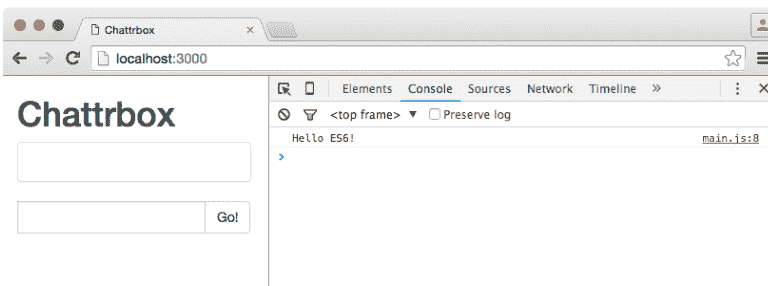 Chattrbox
localhost:3000
Chattrbox
Go!
Elements Console Sources Network Timeline »
<top frame> ▼ Preserve log
Hello ES6! main.js:8
>